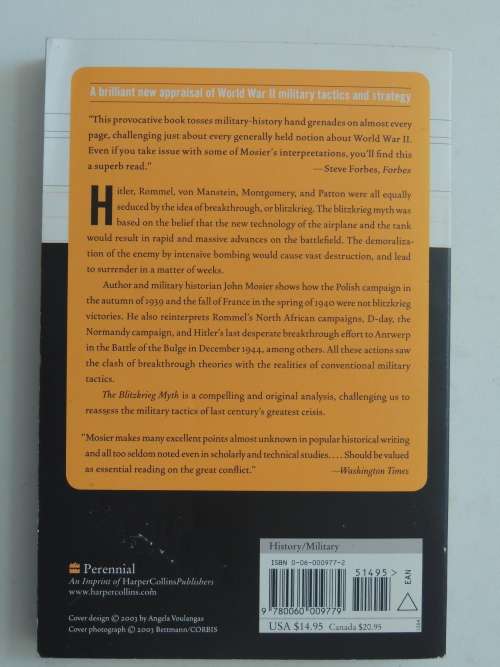 A brilliant new appraisal of World War II military tactics and strategy
"This provocative book tosses military-history hand grenades on almost every
page, challenging just about every generally held notion about World War II.
Even if you take issue with some of Mosier's interpretations, you'll find this
a superb read." —Steve Forbes, Forbes
Hitler, Rommel, von Manstein, Montgomery, and Patton were all equally
seduced by the idea of breakthrough, or blitzkrieg. The blitzkrieg myth was
based on the belief that the new technology of the airplane and the tank
would result in rapid and massive advances on the battlefield. The demoraliza-
tion of the enemy by intensive bombing would cause vast destruction, and lead
to surrender in a matter of weeks.
Author and military historian John Mosier shows how the Polish campaign in
the autumn of 1939 and the fall of France in the spring of 1940 were not blitzkrieg
victories. He also reinterprets Rommel's North African campaigns, D-day, the
Normandy campaign, and Hitler's last desperate breakthrough effort to Antwerp
in the Battle of the Bulge in December 1944, among others. All these actions saw
the clash of breakthrough theories with the realities of conventional military
tactics.
The Blitzkrieg Myth is a compelling and original analysis, challenging us to
reassess the military tactics of last century's greatest crisis.
"Mosier makes many excellent points almost unknown in popular historical writing
and all too seldom noted even in scholarly and technical studies. . . . Should be valued
as essential reading on the great conflict." —Washington Times
Perennial
An Imprint of HarperCollinsPublishers
www.harpercollins.com
Cover design © 2003 by Angela Voulangas
Cover photograph © 2003 Bettmann/CORBIS
History/Military
ISBN 0-06-000977-2
51495>
EAN
9 780060 009779
USA $14.95 Canada $20.95